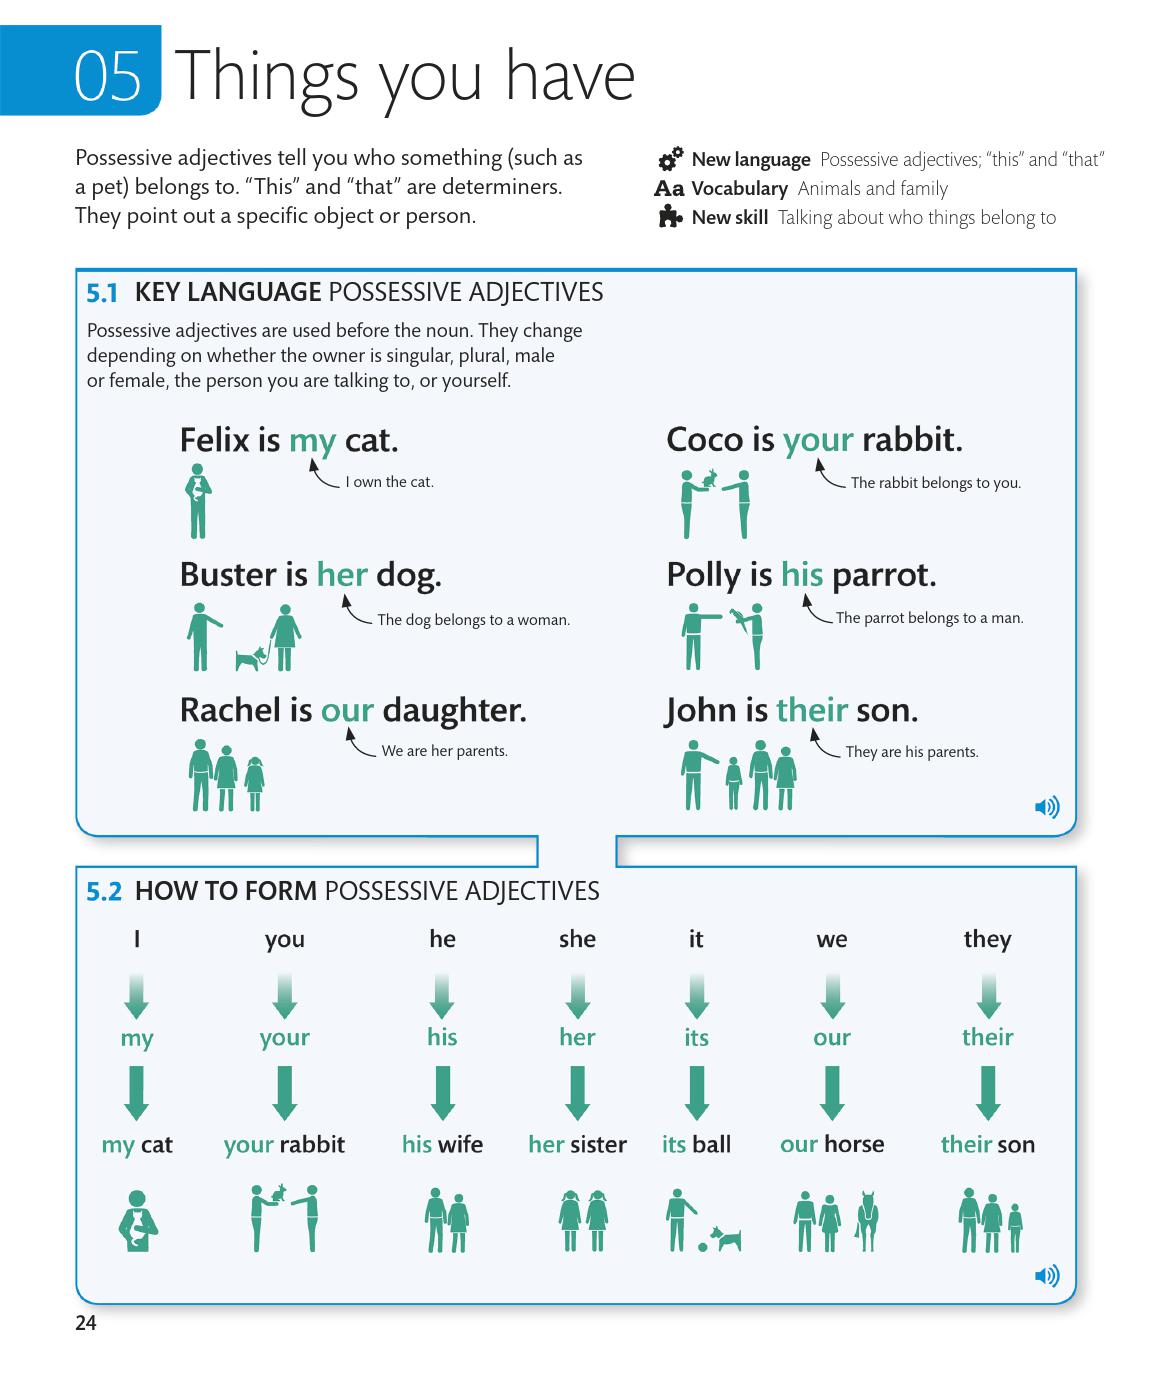 05 Things you have
Possessive adjectives tell you who something (such as
a pet) belongs to. “This” and “that” are determiners.
They point out a specific object or person.
New language Possessive adjectives; “this” and “that”
Aa Vocabulary Animals and family
New skill Talking about who things belong to
5.1 KEY LANGUAGE POSSESSIVE ADJECTIVES
Possessive adjectives are used before the noun. They change
depending on whether the owner is singular, plural, male
or female, the person you are talking to, or yourself.
Felix is my cat.
I own the cat.
Coco is your rabbit.
The rabbit belongs to you.
Buster is her dog.
The dog belongs to a woman.
Polly is his parrot.
The parrot belongs to a man.
Rachel is our daughter.
We are her parents.
John is their son.
They are his parents.
5.2 HOW TO FORM POSSESSIVE ADJECTIVES
I you he she it we they
my your his her its our their
my cat your rabbit his wife her sister its ball our horse their son
24